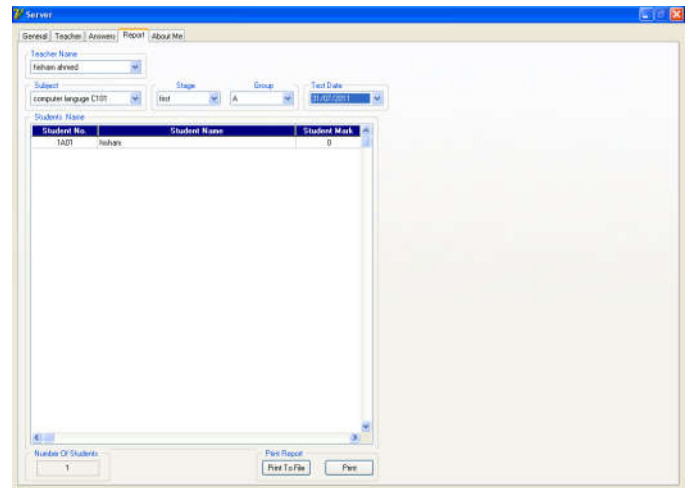 Server
General Teacher Answers Report About Me
Teacher Name
hisham ahmed
Subject Stage Group Test Date
computer languge C101 first A 31/07/2011
Students Name
Student No. Student Name Student Mark
1A01 hisham 0
Number Of Students Print Report
1 Print To File Print